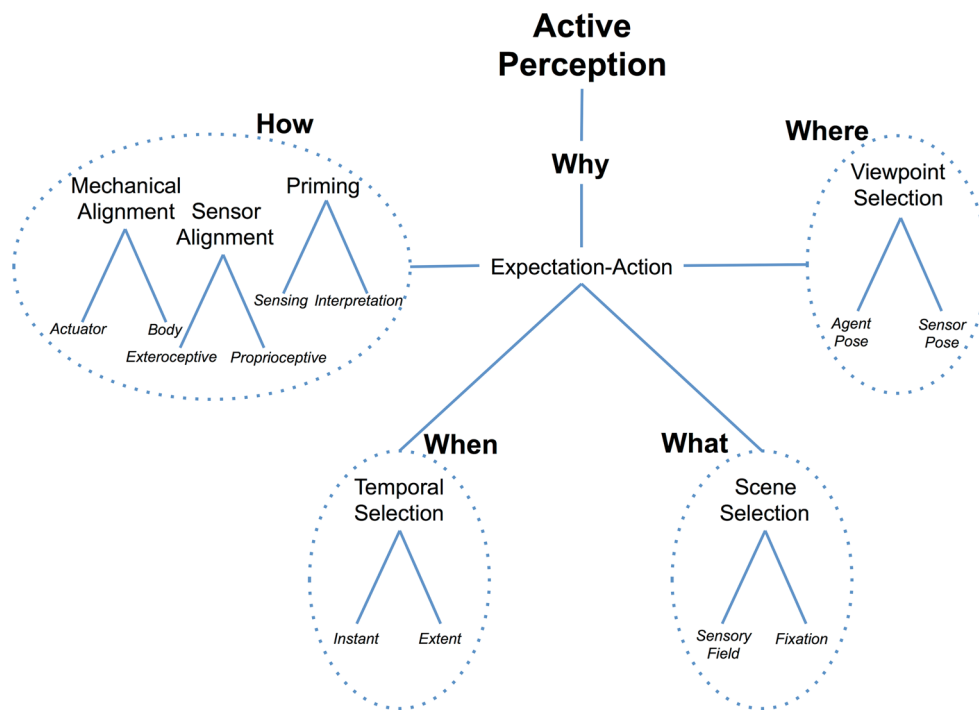 Active
Perception
Why
Expectation-Action
How
Mechanical
Alignment
Actuator
Body
Sensor
Alignment
Exteroceptive
Proprioceptive
Priming
Sensing
Interpretation
When
Temporal
Selection
Instant
Extent
What
Scene
Selection
Sensory
Field
Fixation
Where
Viewpoint
Selection
Agent
Pose
Sensor
Pose